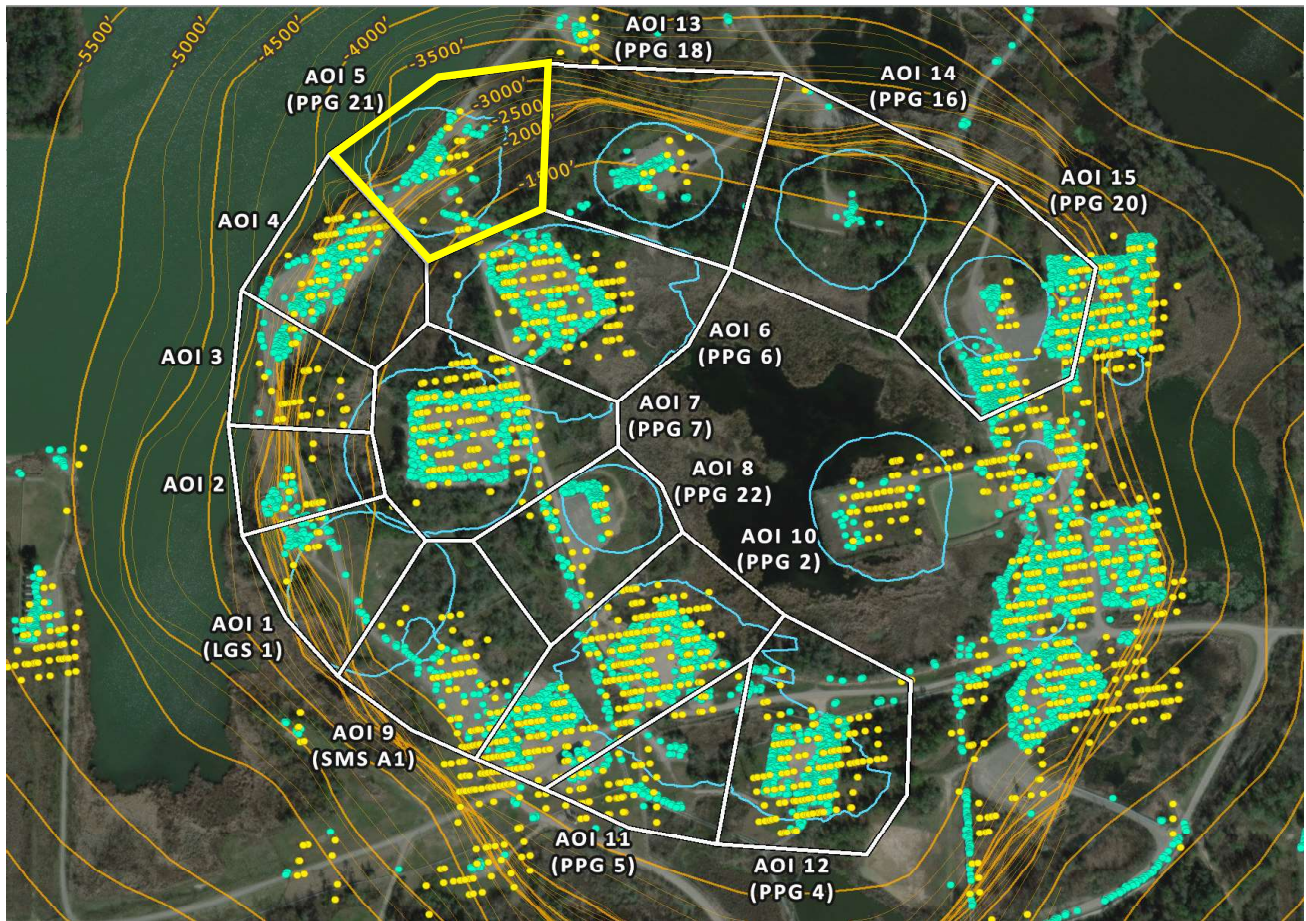 -5500'
-5000'
-4500'
-4000'
-3500'
-3000'
-2500
-2000'
-1500'
AOI 13
(PPG 18)
AOI 5
(PPG 21)
AOI 14
(PPG 16)
AOI 15
(PPG 20)
AOI 4
AOI 3
AOI 6
(PPG 6)
AOI 7
(PPG 7)
AOI 2
AOI 8
(PPG 22)
AOI 10
(PPG 2)
AOI 1
(LGS 1)
AOI 9
(SMS A1)
AOI 11
(PPG 5)
AOI 12
(PPG 4)
-3000'